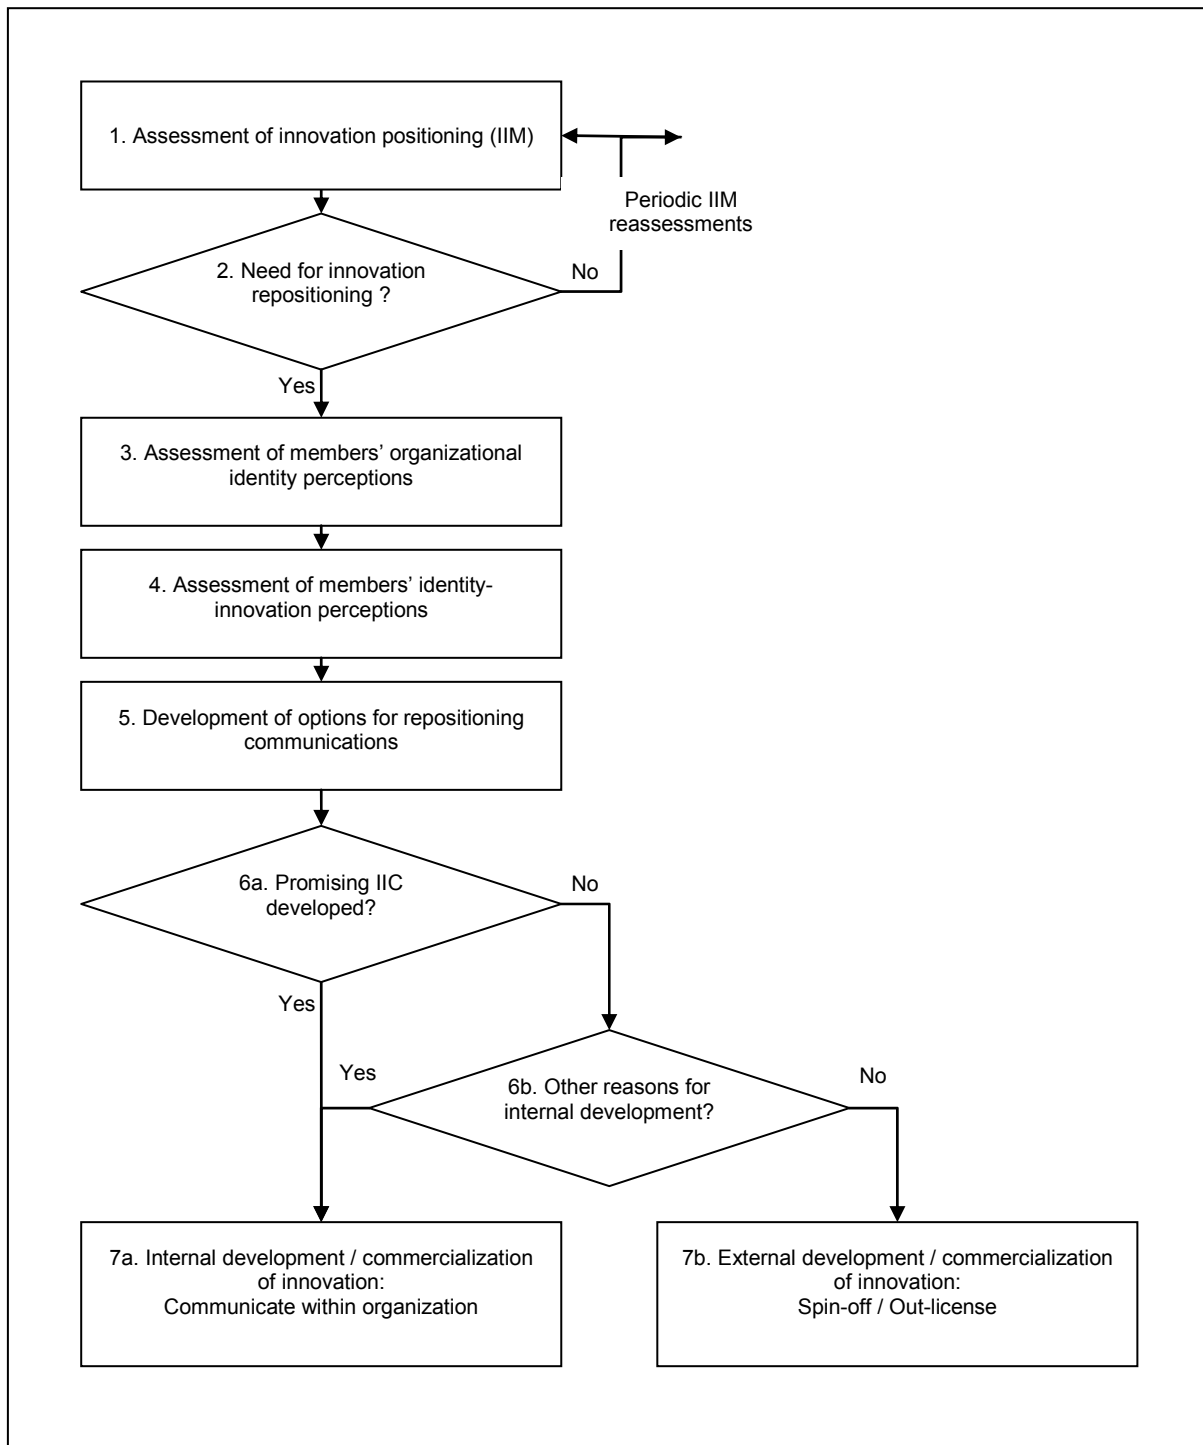 1. Assessment of innovation positioning (IIM)
Periodic IIM
reassessments
2. Need for innovation
repositioning ?
No
Yes
3. Assessment of members’ organizational
identity perceptions
4. Assessment of members’ identity-
innovation perceptions
5. Development of options for repositioning
communications
6a. Promising IIC
developed?
No
Yes
Yes
6b. Other reasons for
internal development?
No
7a. Internal development / commercialization
of innovation:
Communicate within organization
7b. External development / commercialization
of innovation:
Spin-off / Out-license